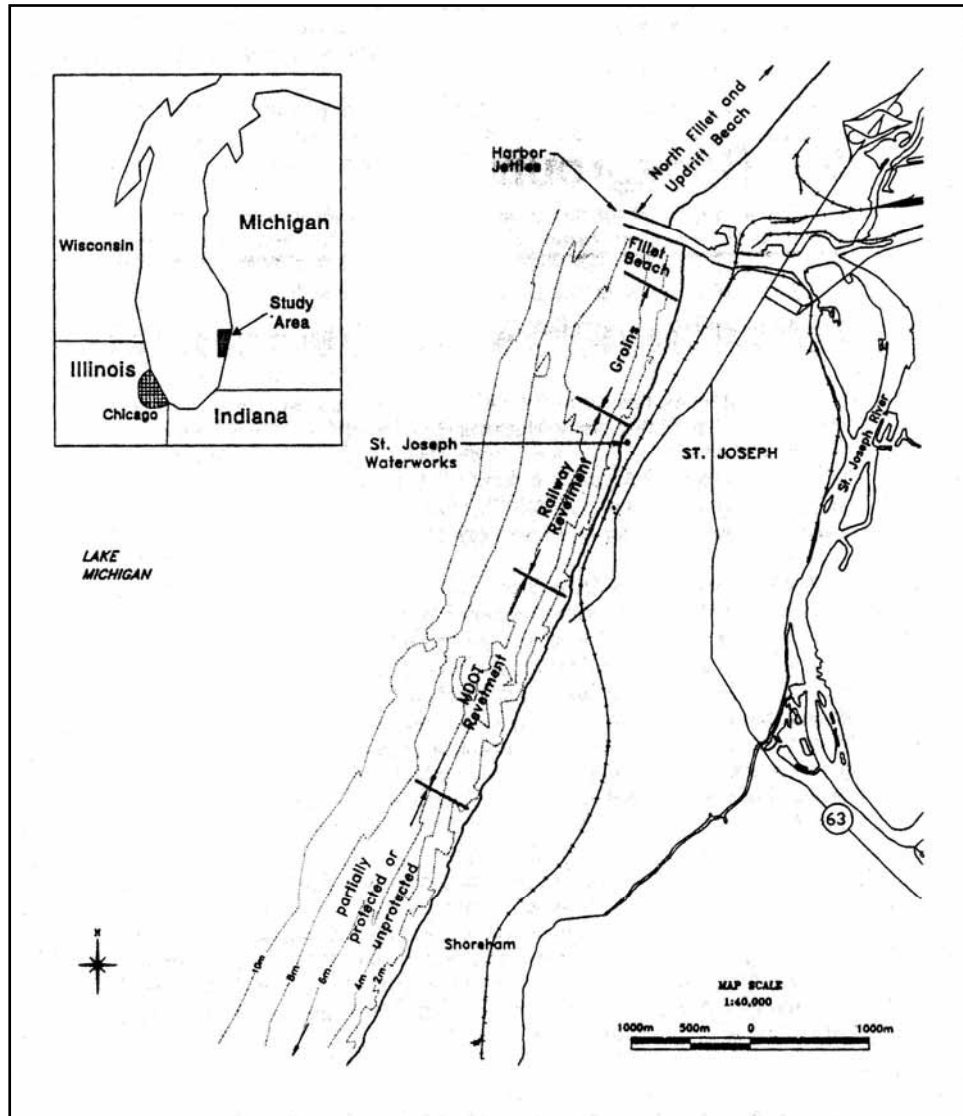 Wisconsin
Michigan
Study
Area
Illinois
Chicago
Indiana
North Fillet and
Updrift Beach
Harbor
Jetties
Fillet
Beach
Groins
St. Joseph
Waterworks
ST. JOSEPH
St. Joseph River
Railway
Revetment
LAKE
MICHIGAN
MDOT
Revetment
63
partially
protected or
unprotected
Shoreham
10m
8m
6m
4m
2m
N
MAP SCALE
1:40,000
1000m 500m 0 1000m